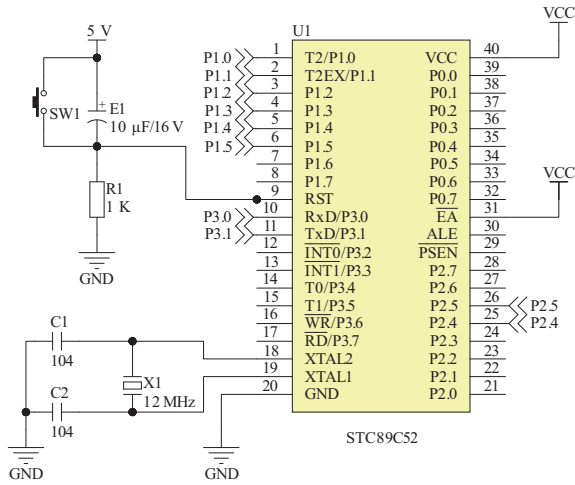 U1
VCC
5 V
SW1
E1
+
10 µF/16 V
R1
1 K
GND
P1.0
P1.1
P1.2
P1.3
P1.4
P1.5
P3.0
P3.1
1 T2/P1.0 VCC 40
2 T2EX/P1.1 P0.0 39
3 P1.2 P0.1 38
4 P1.3 P0.2 37
5 P1.4 P0.3 36
6 P1.5 P0.4 35
7 P1.6 P0.5 34
8 P1.7 P0.6 33
9 RST P0.7 32
10 RxD/P3.0 EA 31
11 TxD/P3.1 ALE 30
12 INT0/P3.2 PSEN 29
13 INT1/P3.3 P2.7 28
14 T0/P3.4 P2.6 27
15 T1/P3.5 P2.5 26
16 WR/P3.6 P2.4 25
17 RD/P3.7 P2.3 24
18 XTAL2 P2.2 23
19 XTAL1 P2.1 22
20 GND P2.0 21
VCC
P2.5
P2.4
C1
104
C2
104
X1
12 MHz
GND
GND
STC89C52